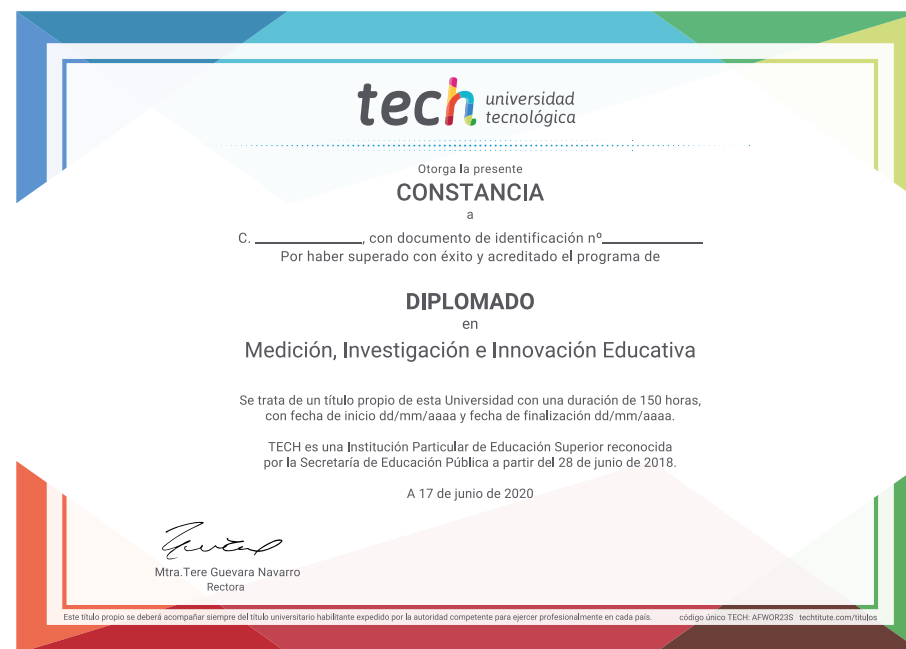 tech universidad
tecnológica
Otorga la presente
CONSTANCIA
a
C. ____________, con documento de identificación nº____________
Por haber superado con éxito y acreditado el programa de
DIPLOMADO
en
Medición, Investigación e Innovación Educativa
Se trata de un título propio de esta Universidad con una duración de 150 horas,
con fecha de inicio dd/mm/aaaa y fecha de finalización dd/mm/aaaa.
TECH es una Institución Particular de Educación Superior reconocida
por la Secretaría de Educación Pública a partir del 28 de junio de 2018.
A 17 de junio de 2020
Mtra.Tere Guevara Navarro
Rectora
Este título propio se deberá acompañar siempre del título universitario habilitante expedido por la autoridad competente para ejercer profesionalmente en cada país. código único TECH: AFWOR23S techtitute.com/titulos